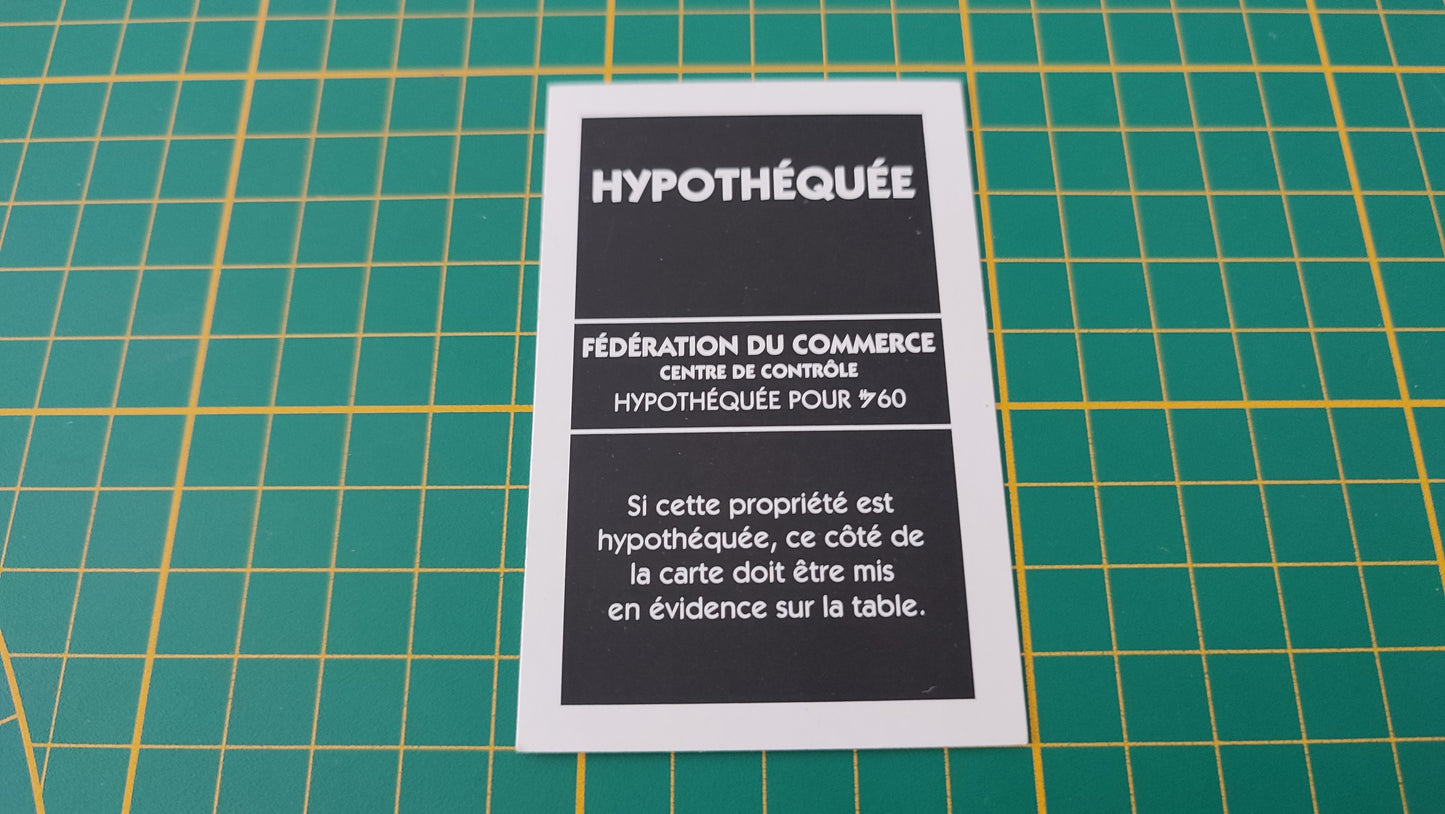 HYPOTHÉQUÉE
FÉDÉRATION DU COMMERCE
CENTRE DE CONTRÔLE
HYPOTHÉQUÉE POUR 60
Si cette propriété est
hypothéquée, ce côté de
la carte doit être mis
en évidence sur la table.